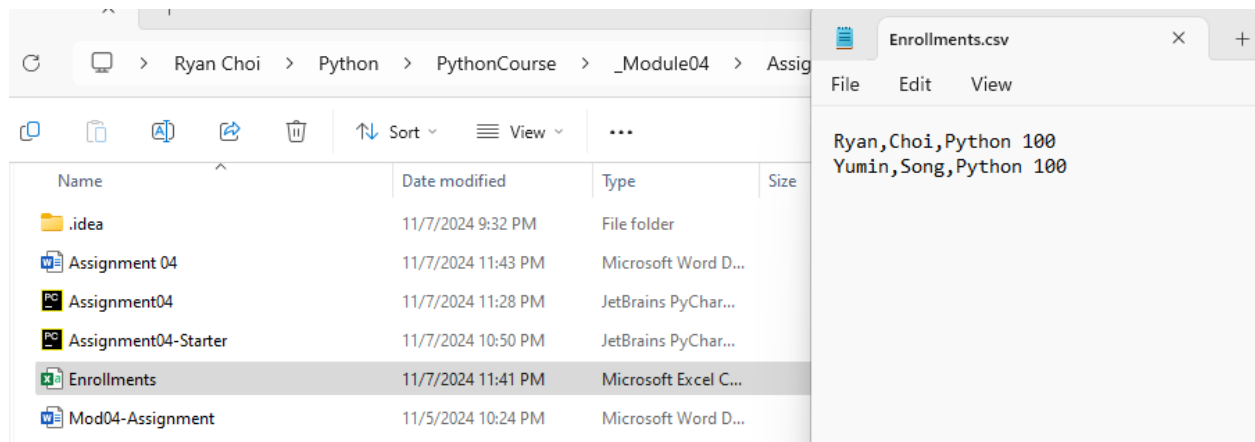 Ryan Choi > Python > PythonCourse > _Module04 > Assig
Sort
View
Name Date modified Type Size
.idea 11/7/2024 9:32 PM File folder
Assignment 04 11/7/2024 11:43 PM Microsoft Word D...
Assignment04 11/7/2024 11:28 PM JetBrains PyChar...
Assignment04-Starter 11/7/2024 10:50 PM JetBrains PyChar...
Enrollments 11/7/2024 11:41 PM Microsoft Excel C...
Mod04-Assignment 11/5/2024 10:24 PM Microsoft Word D...
Enrollments.csv
File Edit View
Ryan,Choi,Python 100
Yumin,Song,Python 100